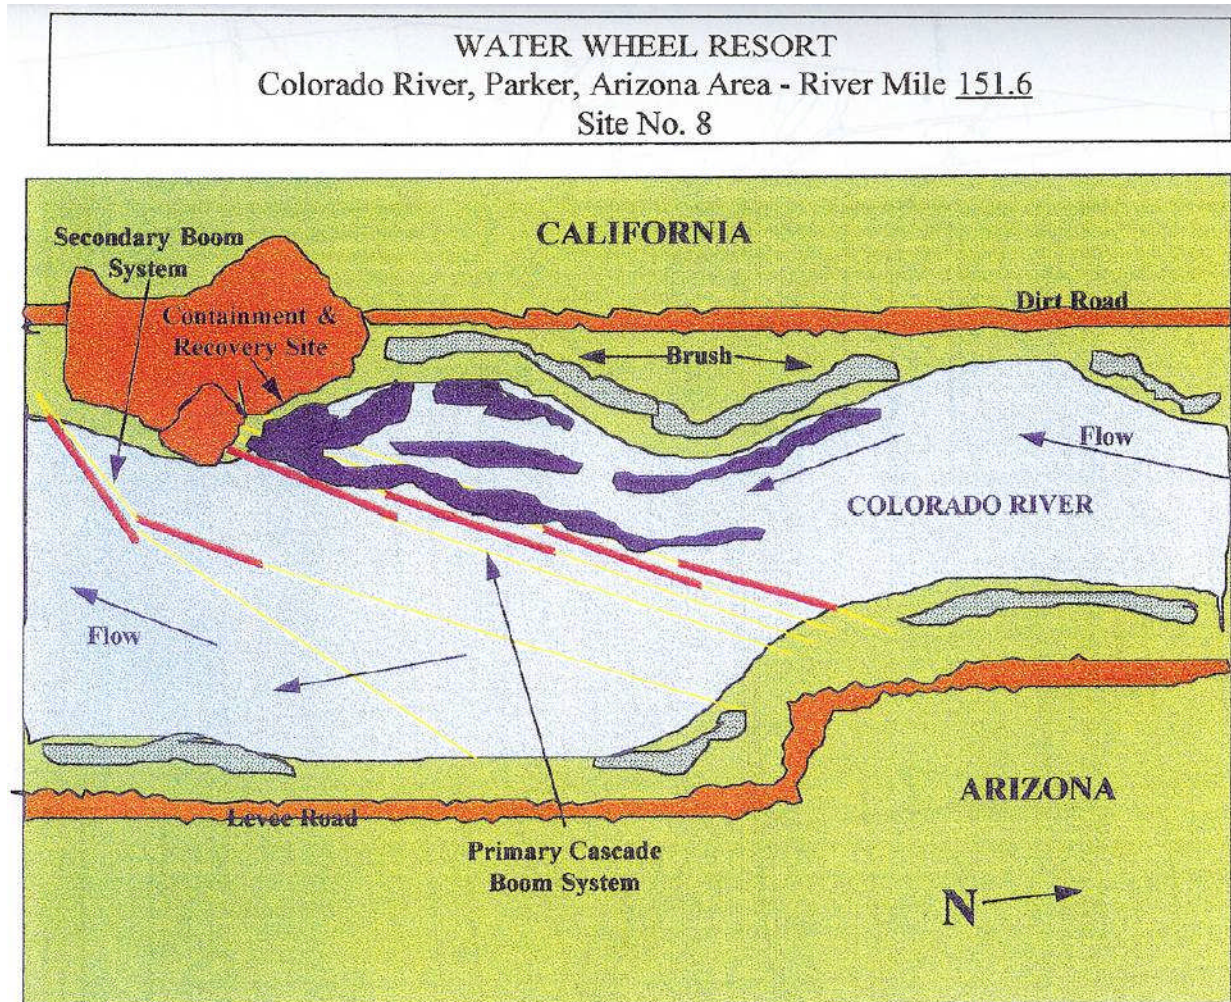 WATER WHEEL RESORT
Colorado River, Parker, Arizona Area - River Mile 151.6
Site No. 8
CALIFORNIA
Secondary Boom
System
Containment &
Recovery Site
Dirt Road
Brush
Flow
COLORADO RIVER
Flow
ARIZONA
Levee Road
Primary Cascade
Boom System
N